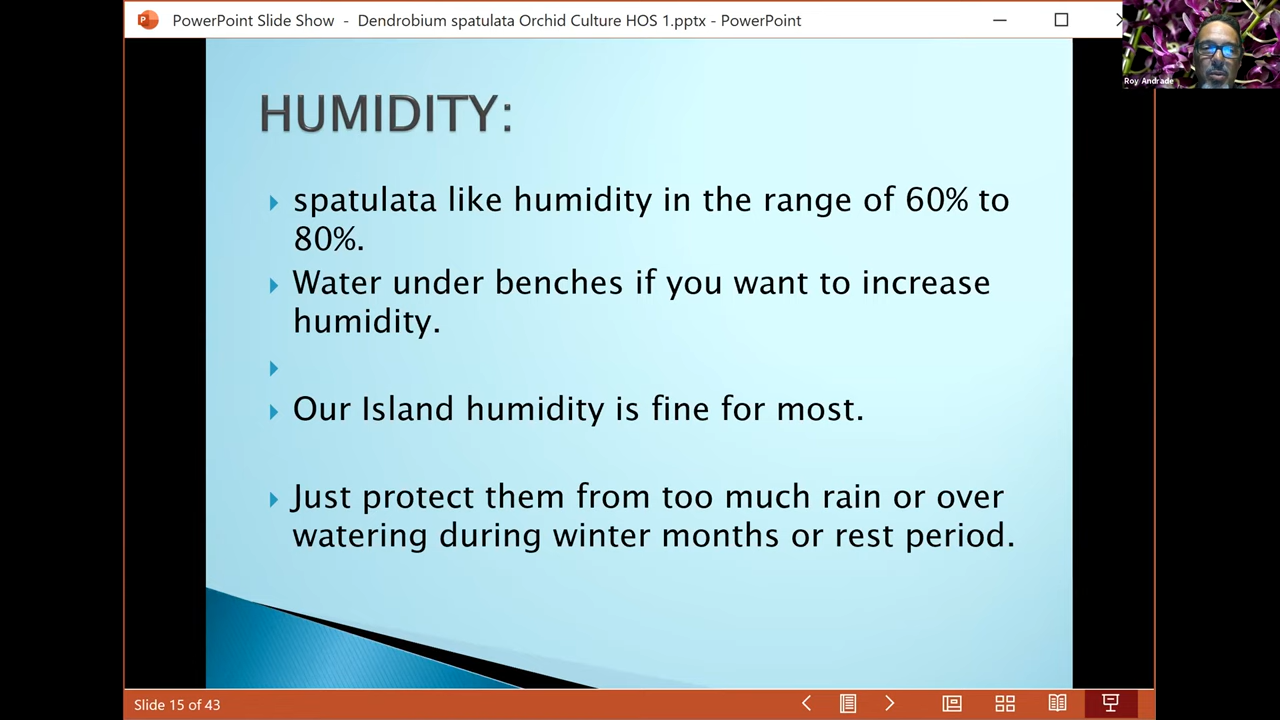 PowerPoint Slide Show - Dendrobium spatulata Orchid Culture HOS 1.pptx - PowerPoint
Roy Andrade
HUMIDITY:
spatulata like humidity in the range of 60% to
80%.
Water under benches if you want to increase
humidity.
Our Island humidity is fine for most.
Just protect them from too much rain or over
watering during winter months or rest period.
Slide 15 of 43